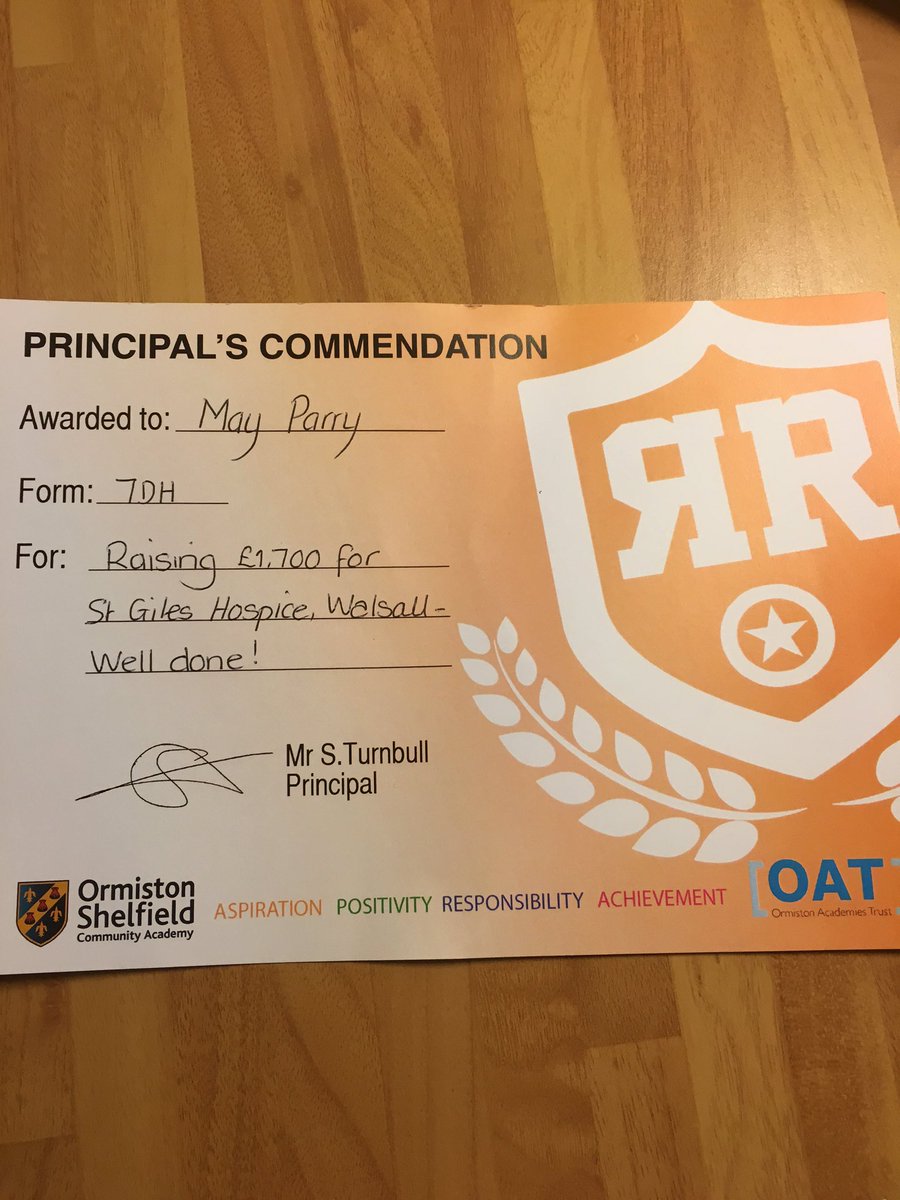 PRINCIPAL'S COMMENDATION
Awarded to: May Parry
Form: 7DH
For: Raising £1,700 for
St Giles Hospice, Walsall -
Well done!
Mr S.Turnbull
Principal
ЯR
Ormiston
Shelfield
Community Academy
ASPIRATION POSITIVITY RESPONSIBILITY ACHIEVEMENT
[OAT]
Ormiston Academies Trust